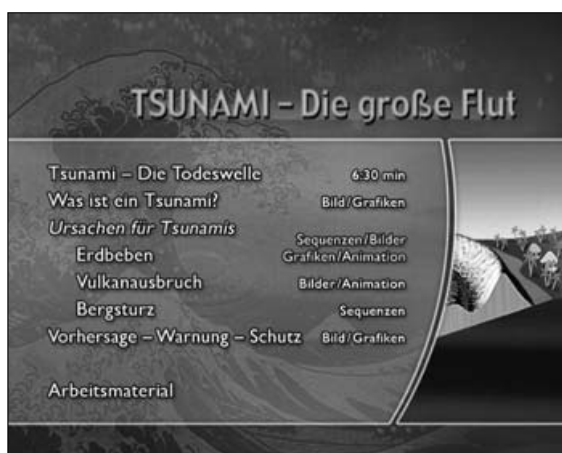 TSUNAMI – Die große Flut
Tsunami – Die Todeswelle 6:30 min
Was ist ein Tsunami? Bild/Grafiken
Ursachen für Tsunamis
Erdbeben Sequenzen/Bilder
Grafiken/Animation
Vulkanausbruch Bilder/Animation
Bergsturz Sequenzen
Vorhersage – Warnung – Schutz Bild/Grafiken
Arbeitsmaterial